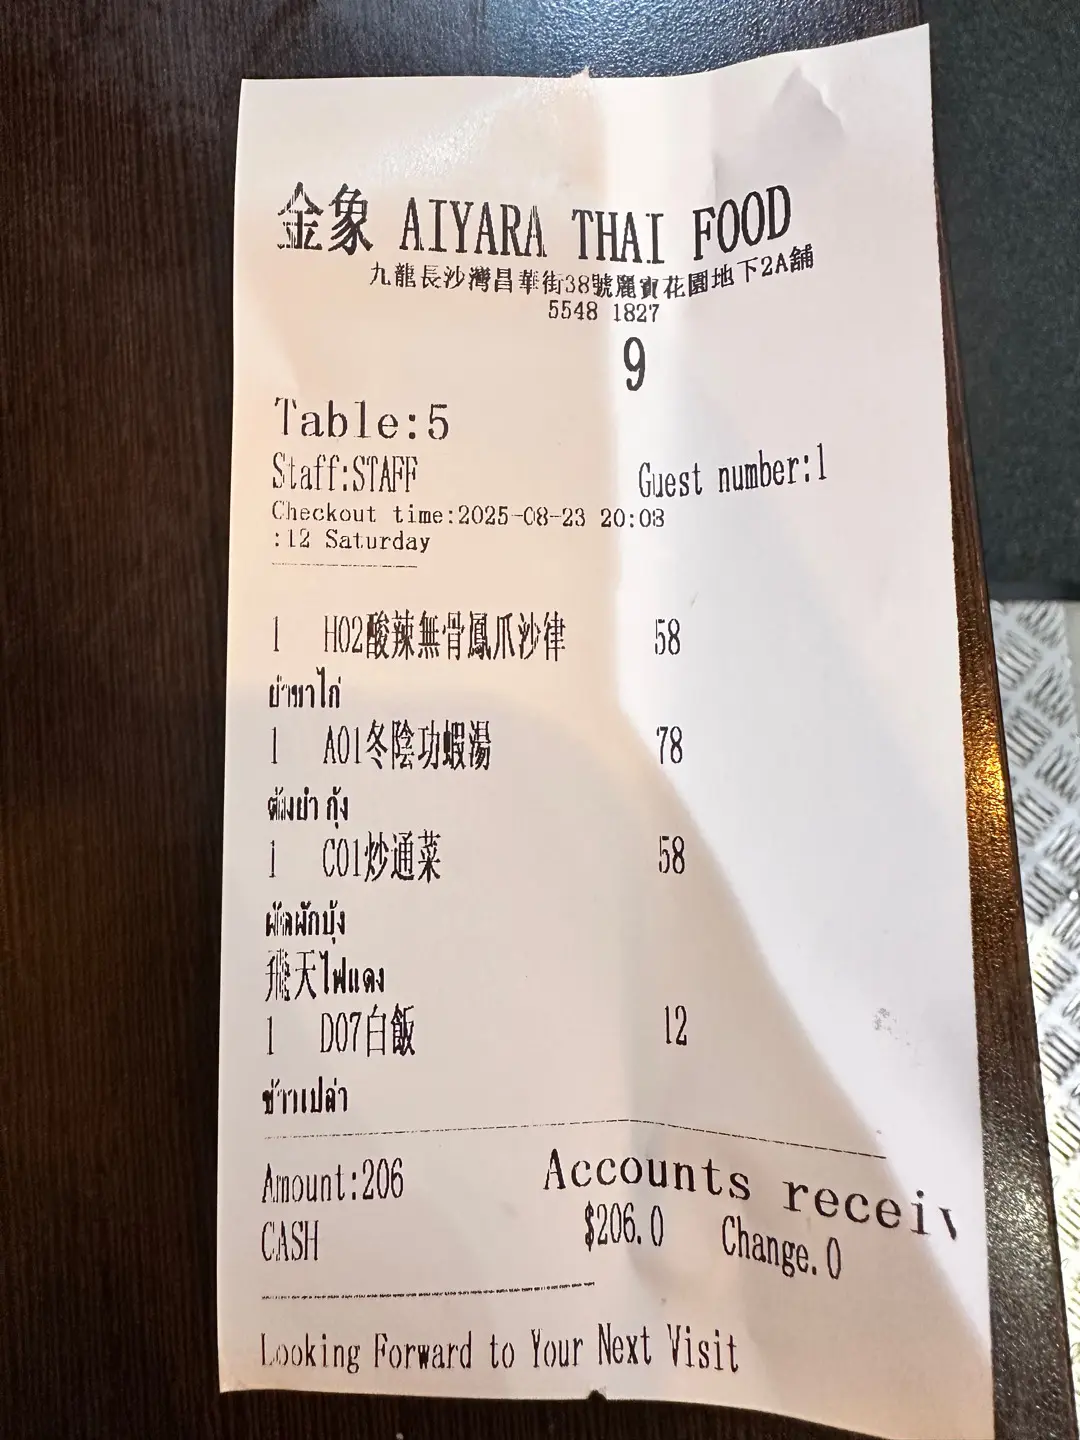 金象 AIYARA THAI FOOD
九龍長沙灣昌華街38號麗寶花園地下2A舖
5548 1827
9
Table:5
Staff:STAFF Guest number:1
Checkout time:2025-08-23 20:08
:12 Saturday
1 H02酸辣無骨鳳爪沙律 58
ยำขาไก่
1 A01冬陰功蝦湯 78
ต้มยำ กุ้ง
1 C01炒通菜 58
ผัดผักบุ้ง
飛天ไฟแดง
1 D07白飯 12
ข้าวเปล่า
Amount:206 Accounts receiv
CASH $206.0 Change.0
Looking Forward to Your Next Visit